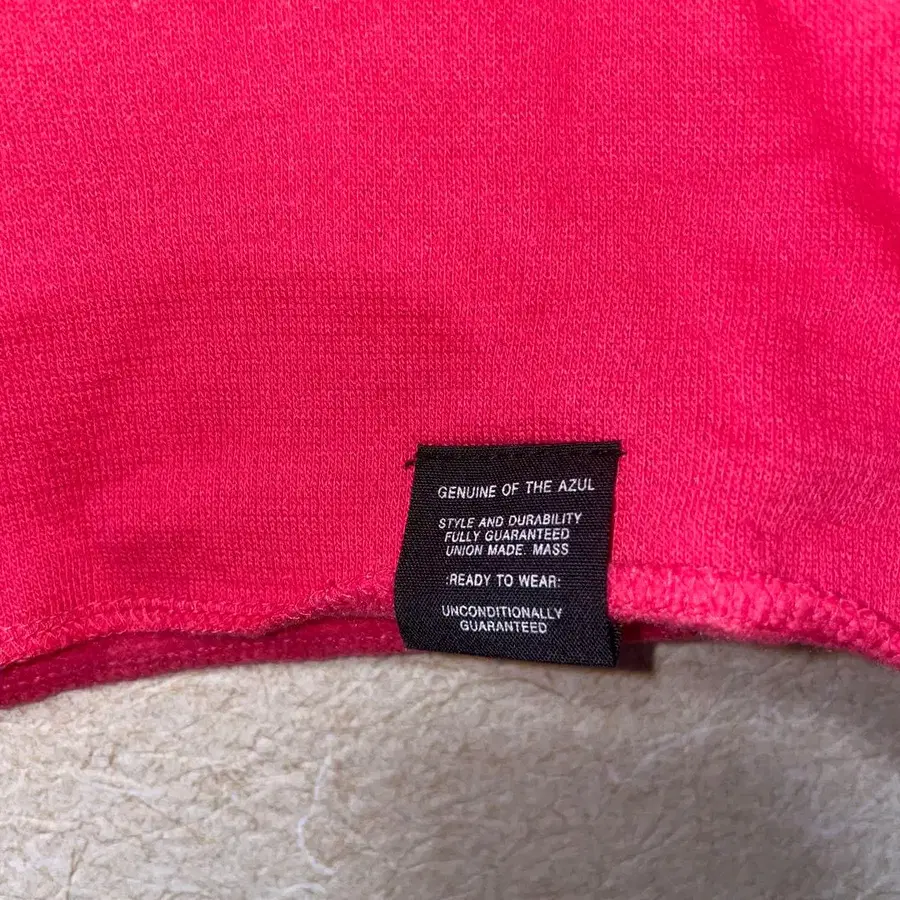 GENUINE OF THE AZUL
STYLE AND DURABILITY
FULLY GUARANTEED
UNION MADE. MASS
:READY TO WEAR:
UNCONDITIONALLY
GUARANTEED